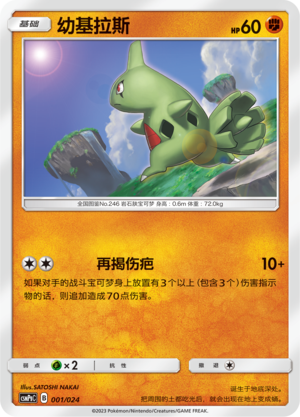 基础 幼基拉斯 HP60
全国图鉴No.246 岩石肤宝可梦 身高：0.6m 体重：72.0kg
再揭伤疤 10+
如果对手的战斗宝可梦身上放置有3个以上（包含3个）伤害指示
物的话，则追加造成70点伤害。
弱点 ×2 抗性 撤退
Illus. SATOSHI NAKAI
诞生于地底深处。
把周围的土都吃光后，就会出现在地上变成蛹。
CSMPhC B 001/024
©2023 Pokémon/Nintendo/Creatures/GAME FREAK.